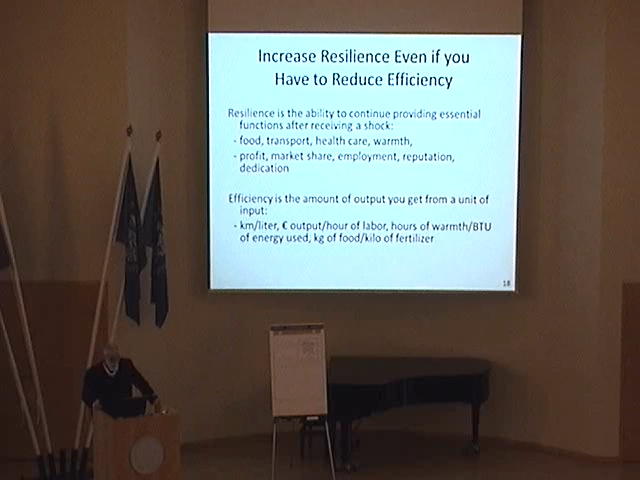 Increase Resilience Even if you
Have to Reduce Efficiency
Resilience is the ability to continue providing essential
functions after receiving a shock:
- food, transport, health care, warmth,
- profit, market share, employment, reputation,
dedication
Efficiency is the amount of output you get from a unit of
input:
- km/liter, € output/hour of labor, hours of warmth/BTU
of energy used, kg of food/kilo of fertilizer
18